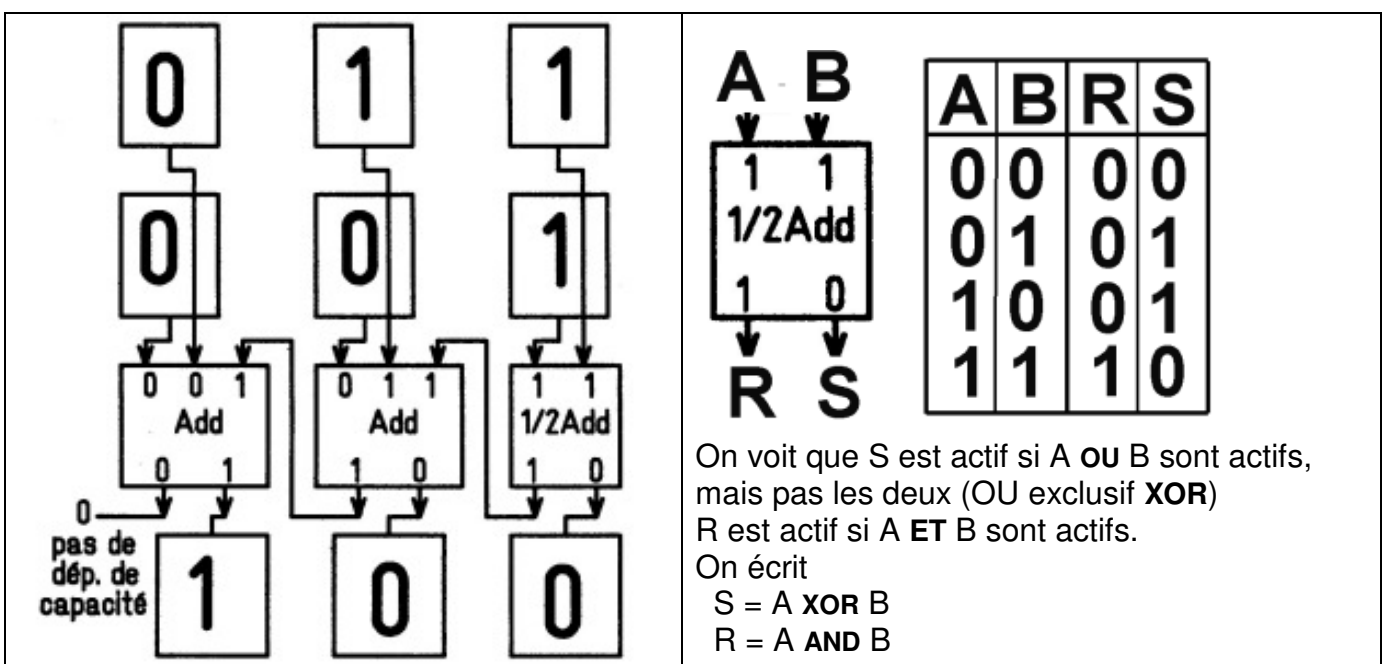 0 1 1
0 0 1
0 0 1 0 1 1 1 1
Add Add 1/2Add
0 1 1 0 1 0
0
pas de
dép. de
capacité
1 0 0
A B
1 1
1/2Add
1 0
R S
A B R S
0 0 0 0
0 1 0 1
1 0 0 1
1 1 1 0
On voit que S est actif si A OU B sont actifs,
mais pas les deux (OU exclusif XOR)
R est actif si A ET B sont actifs.
On écrit
S = A XOR B
R = A AND B